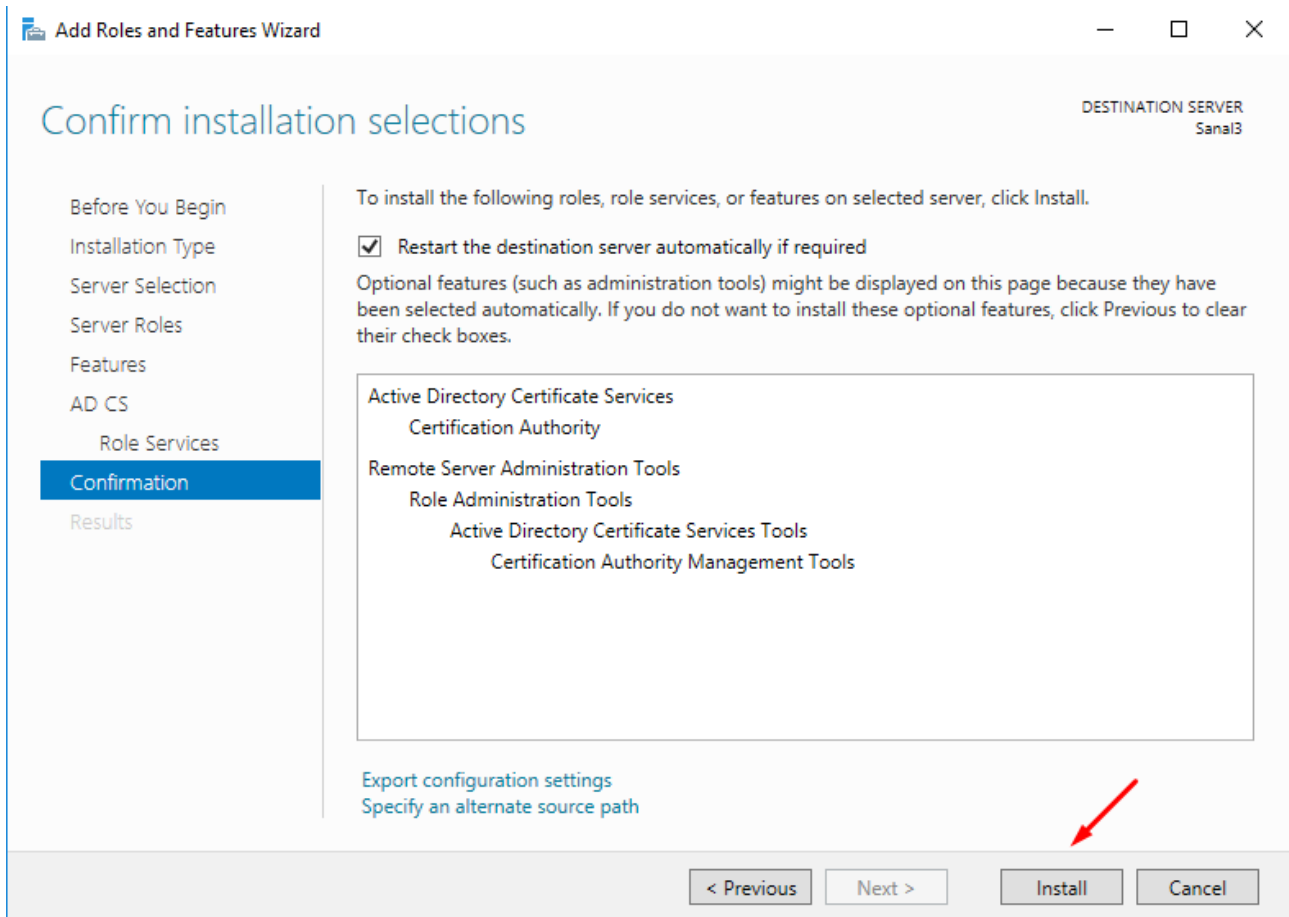 Add Roles and Features Wizard
Confirm installation selections
DESTINATION SERVER
Sanal3
Before You Begin
Installation Type
Server Selection
Server Roles
Features
AD CS
Role Services
Confirmation
Results
To install the following roles, role services, or features on selected server, click Install.
Restart the destination server automatically if required
Optional features (such as administration tools) might be displayed on this page because they have
been selected automatically. If you do not want to install these optional features, click Previous to clear
their check boxes.
Active Directory Certificate Services
Certification Authority
Remote Server Administration Tools
Role Administration Tools
Active Directory Certificate Services Tools
Certification Authority Management Tools
Export configuration settings
Specify an alternate source path
< Previous
Next >
Install
Cancel